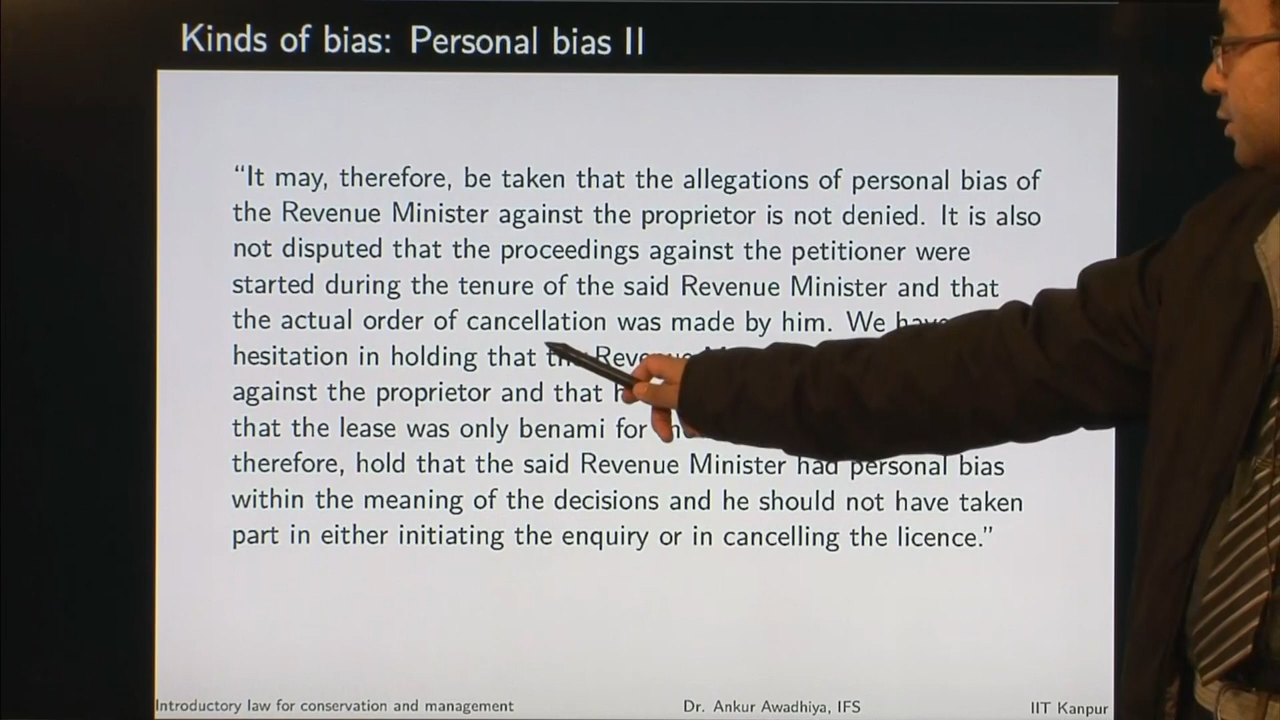 Kinds of bias: Personal bias II
“It may, therefore, be taken that the allegations of personal bias of
the Revenue Minister against the proprietor is not denied. It is also
not disputed that the proceedings against the petitioner were
started during the tenure of the said Revenue Minister and that
the actual order of cancellation was made by him. We have
hesitation in holding that the Revenue
against the proprietor and that
that the lease was only benami for
therefore, hold that the said Revenue Minister had personal bias
within the meaning of the decisions and he should not have taken
part in either initiating the enquiry or in cancelling the licence.”
Introductory law for conservation and management
Dr. Ankur Awadhiya, IFS
IIT Kanpur